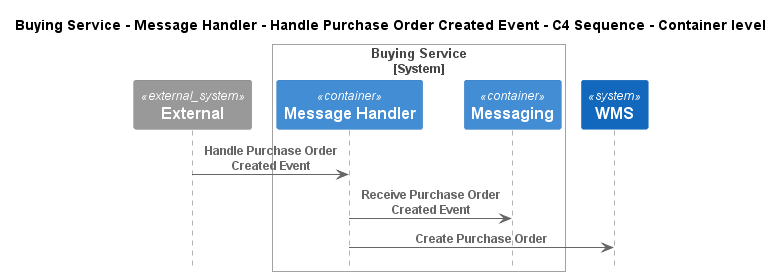 Buying Service - Message Handler - Handle Purchase Order Created Event - C4 Sequence - Container level
Buying Service
[System]
«external_system»
External
«container»
Message Handler
«container»
Messaging
«system»
WMS
Handle Purchase Order
Created Event
Receive Purchase Order
Created Event
Create Purchase Order